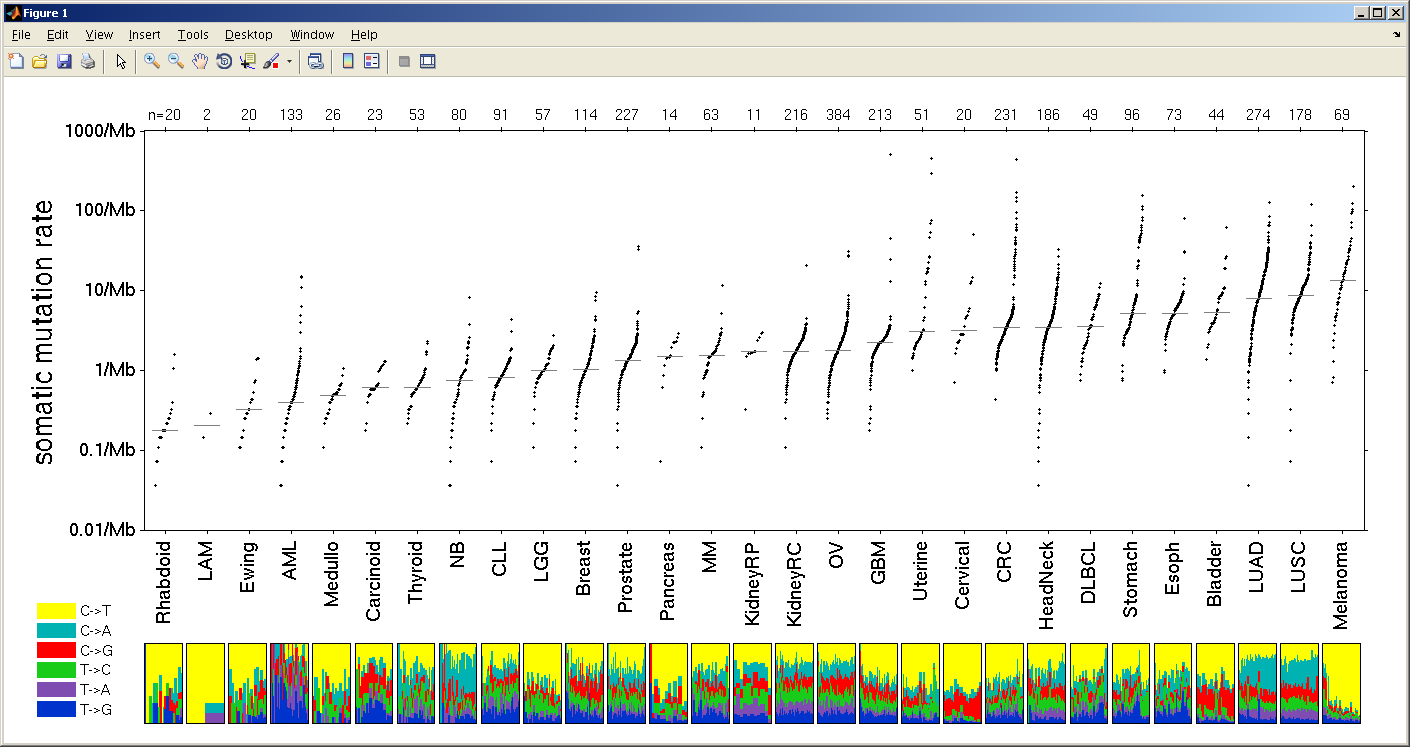 Figure 1
File Edit View Insert Tools Desktop Window Help
n=20 2 20 133 26 23 53 80 91 57 114 227 14 63 11 216 384 213 51 20 231 186 49 96 73 44 274 178 69
1000/Mb
100/Mb
10/Mb
1/Mb
0.1/Mb
0.01/Mb
somatic mutation rate
Rhabdoid LAM Ewing AML Medullo Carcinoid Thyroid NB CLL LGG Breast Prostate Pancreas MM KidneyRP KidneyRC OV GBM Uterine Cervical CRC HeadNeck DLBCL Stomach Esoph Bladder LUAD LUSC Melanoma
C->T
C->A
C->G
T->C
T->A
T->G